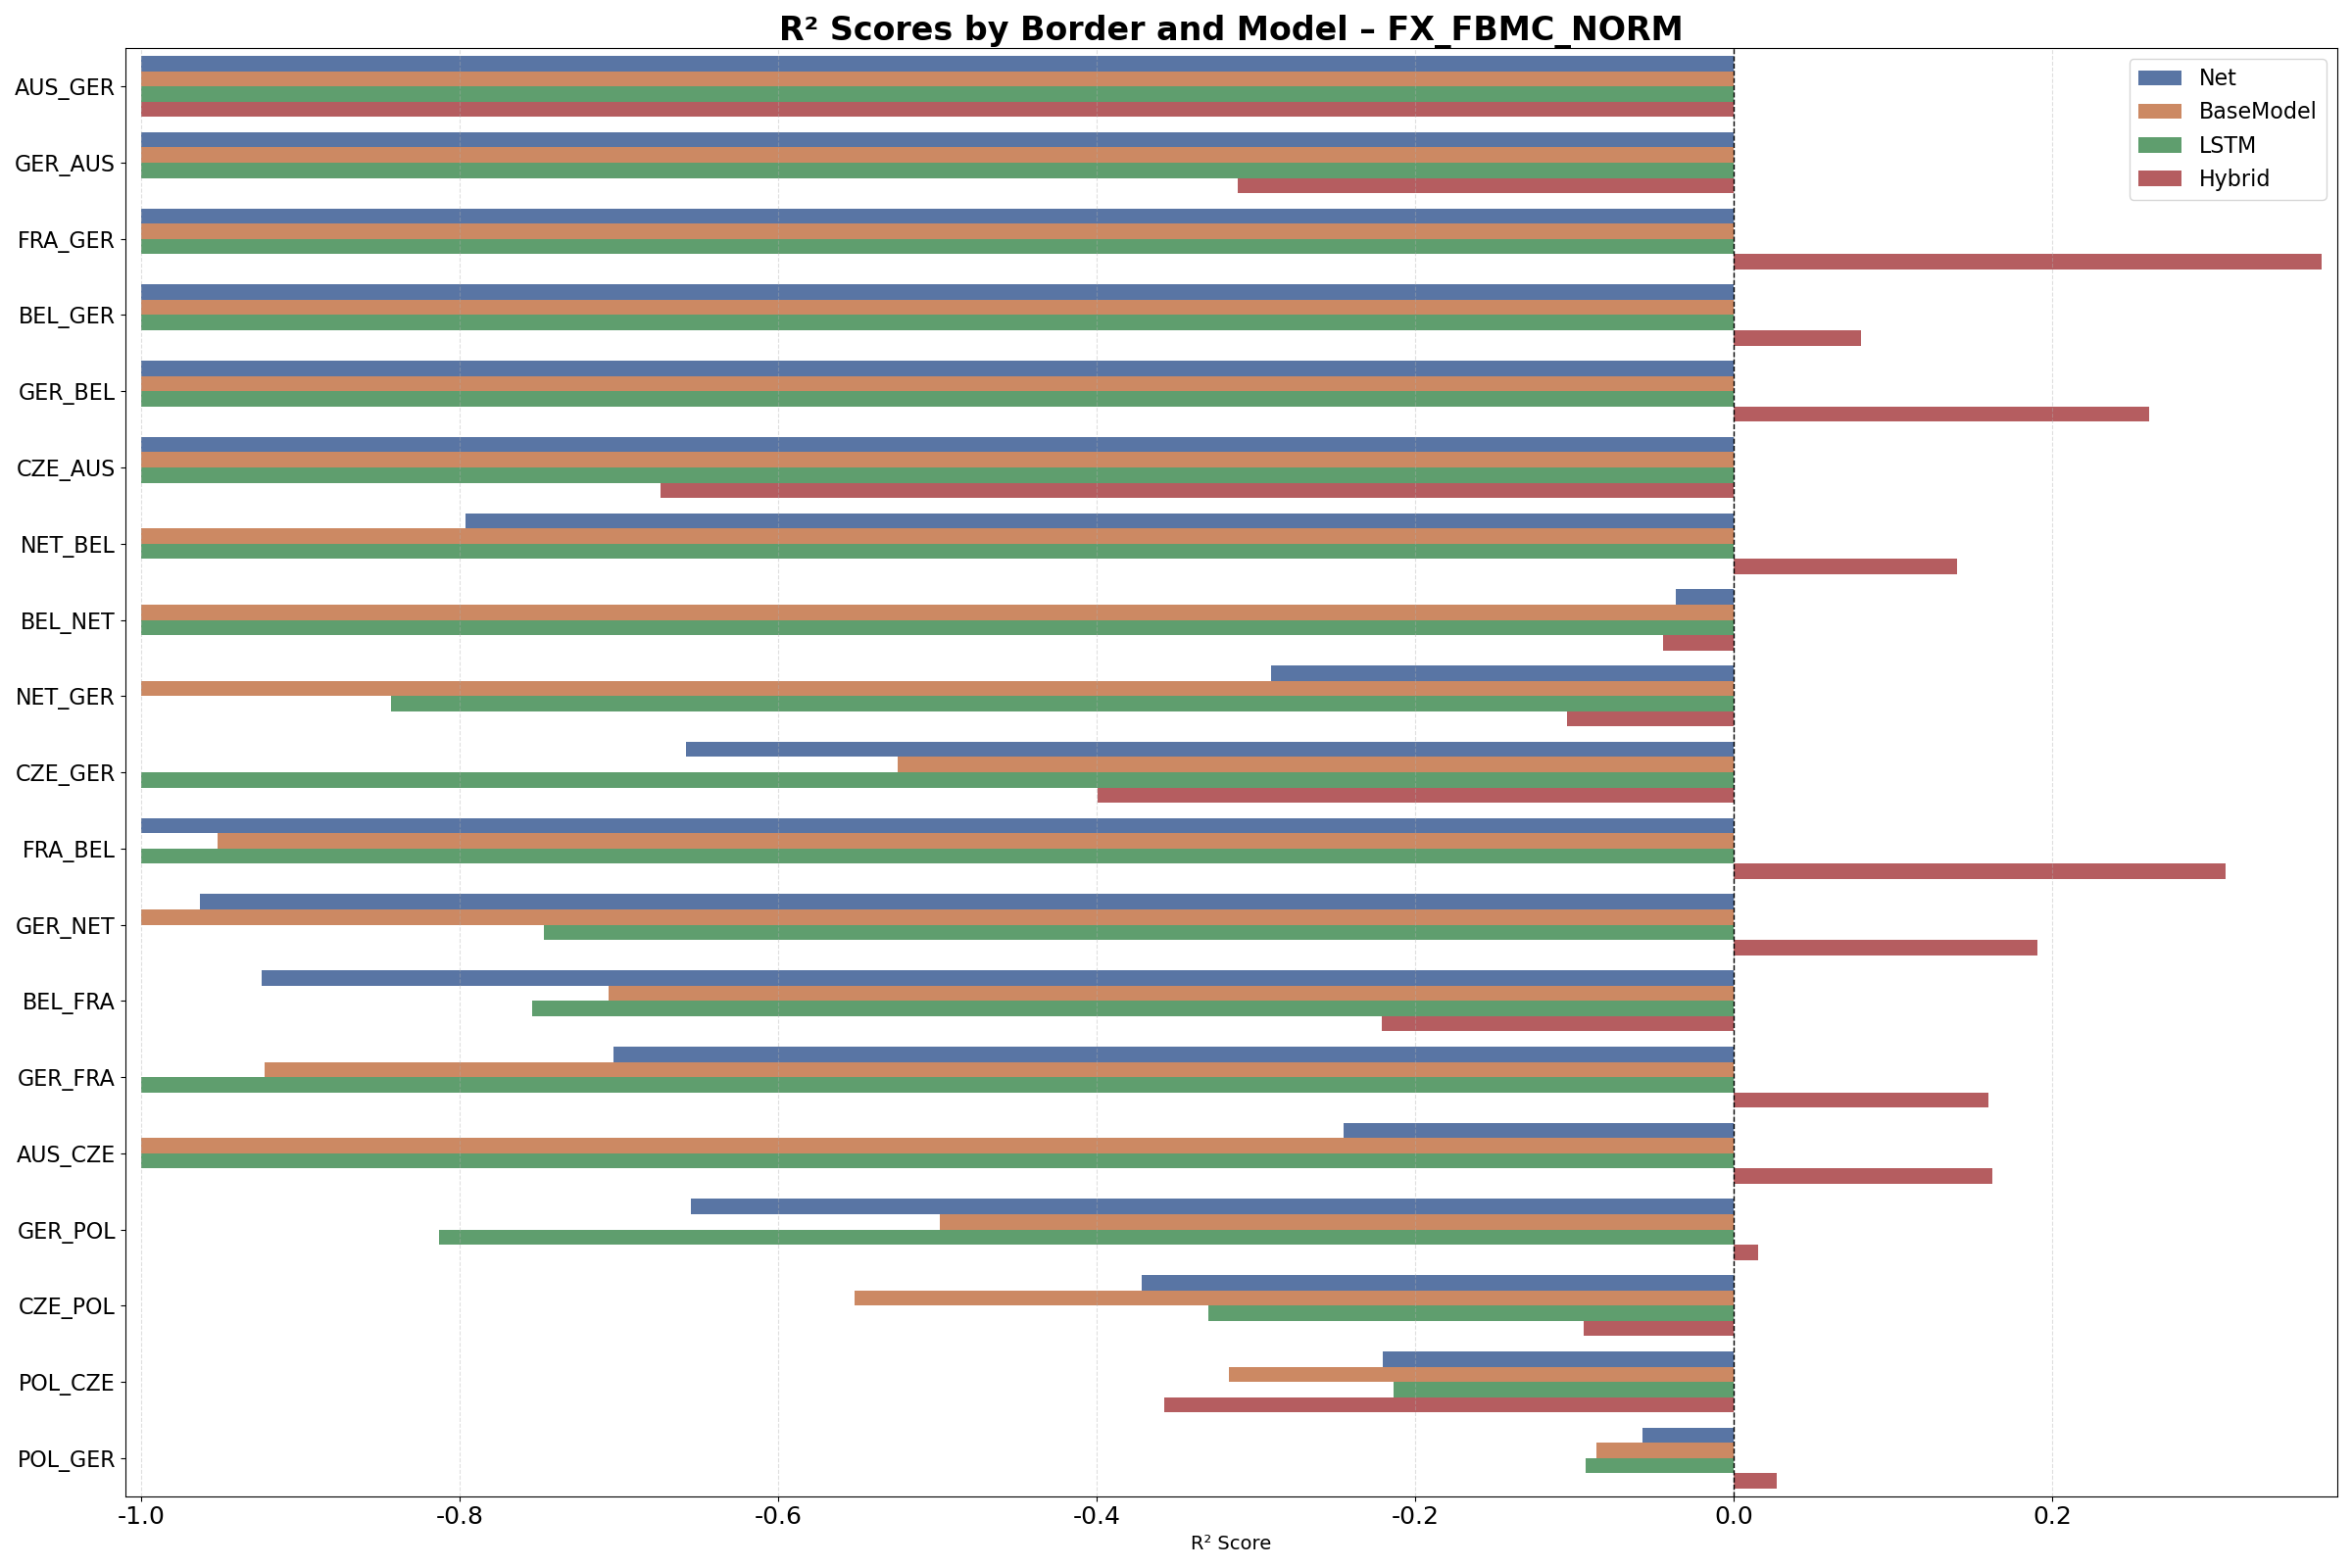 R² Scores by Border and Model – FX_FBMC_NORM
Net
BaseModel
LSTM
Hybrid
AUS_GER
GER_AUS
FRA_GER
BEL_GER
GER_BEL
CZE_AUS
NET_BEL
BEL_NET
NET_GER
CZE_GER
FRA_BEL
GER_NET
BEL_FRA
GER_FRA
AUS_CZE
GER_POL
CZE_POL
POL_CZE
POL_GER
-1.0 -0.8 -0.6 -0.4 -0.2 0.0 0.2
R² Score